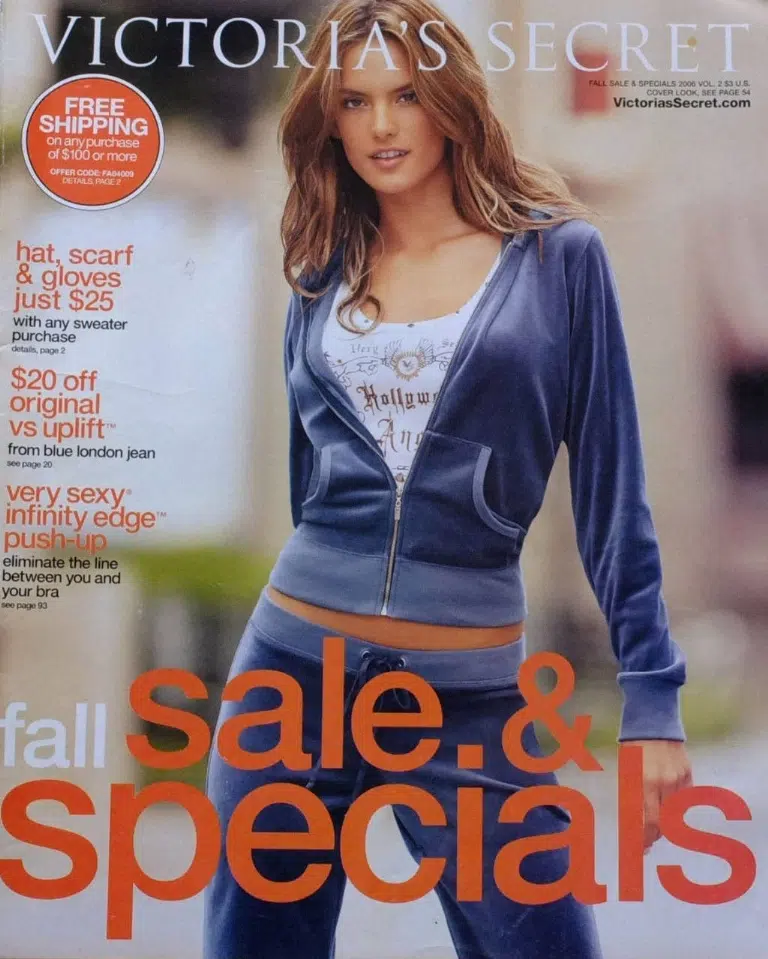 VICTORIA'S SECRET
FALL SALE & SPECIALS 2006 VOL. 2 $3 U.S.
COVER LOOK, SEE PAGE 54
VictoriasSecret.com
FREE
SHIPPING
on any purchase
of $100 or more
OFFER CODE: FA04009
DETAILS, PAGE 2
hat, scarf
& gloves
just $25
with any sweater
purchase
details, page 2
$20 off
original
vs uplift™
from blue london jean
see page 20
very sexy®
infinity edge™
push-up
eliminate the line
between you and
your bra
see page 93
Hollyw
Ang
fall sale &
specials